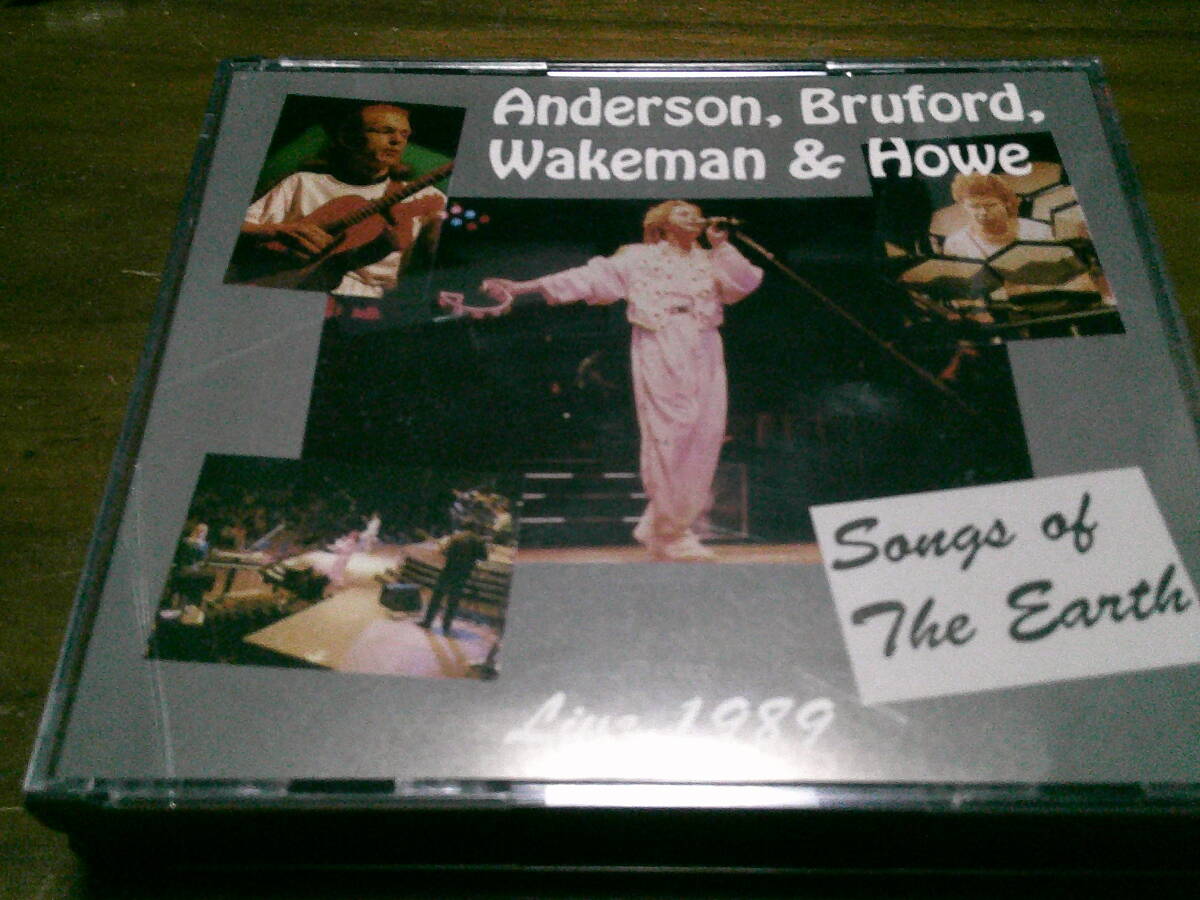 Anderson, Bruford,
Wakeman & Howe
Songs of
The Earth
Live 1989